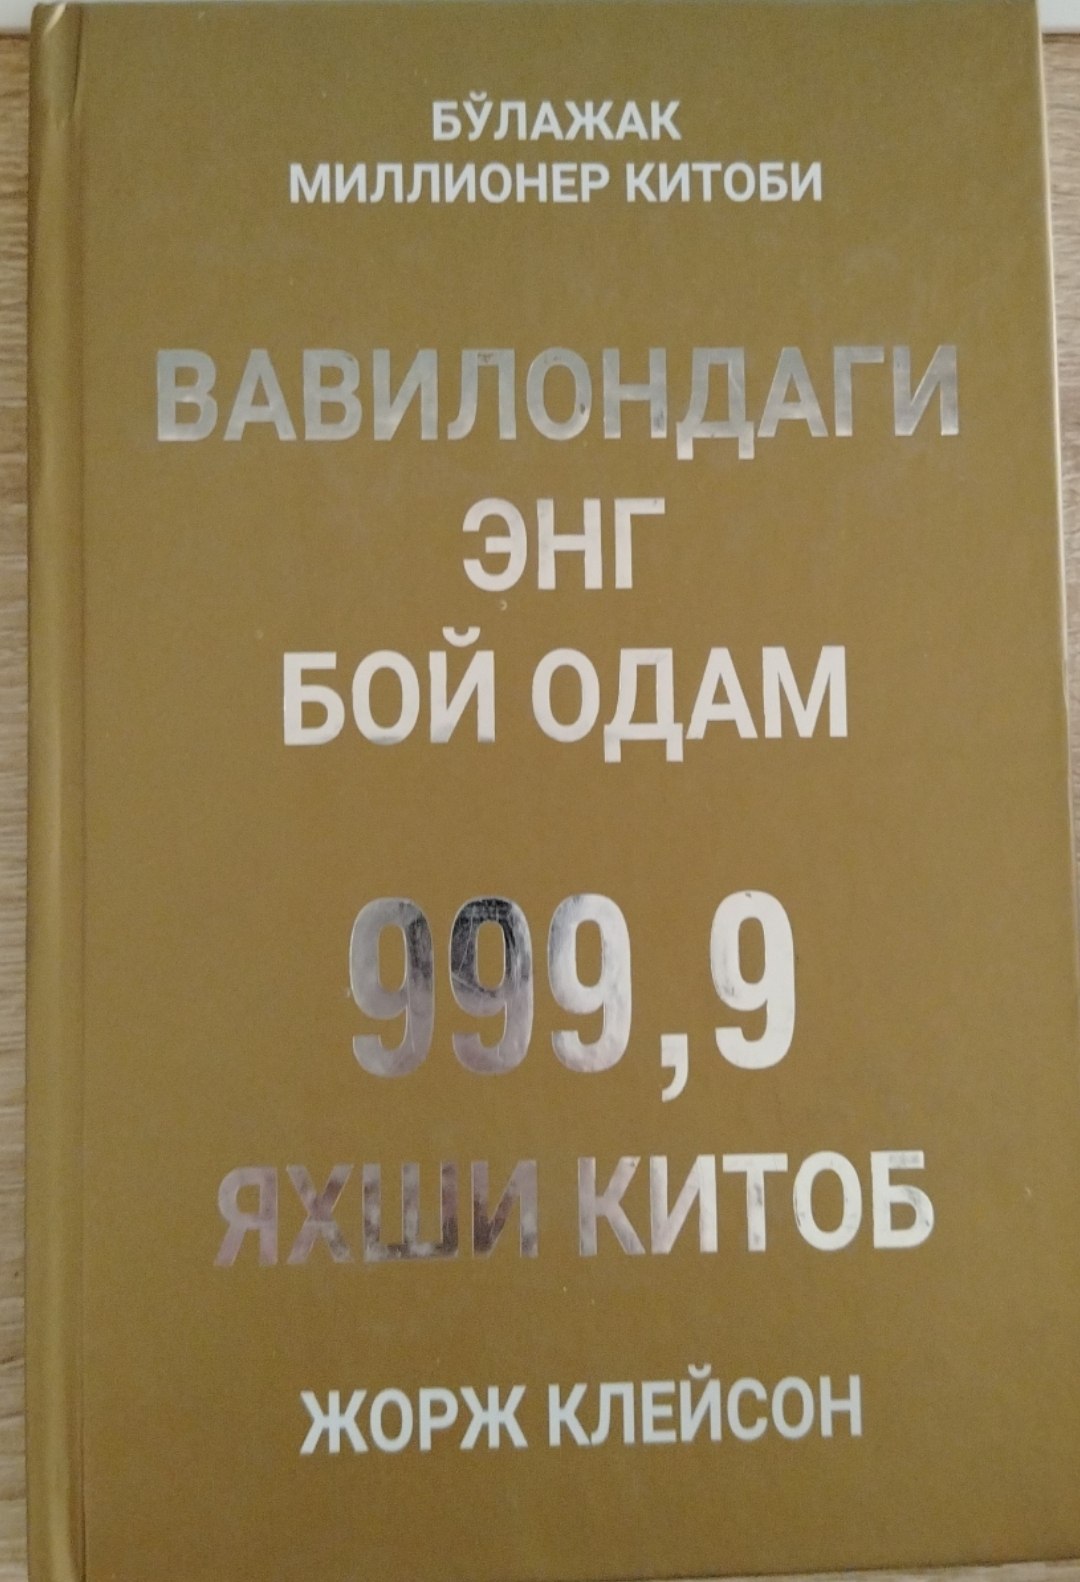 БЎЛАЖАК
МИЛЛИОНЕР КИТОБИ
ВАВИЛОНДАГИ
ЭНГ
БОЙ ОДАМ
999,9
ЯХШИ КИТОБ
ЖОРЖ КЛЕЙСОН